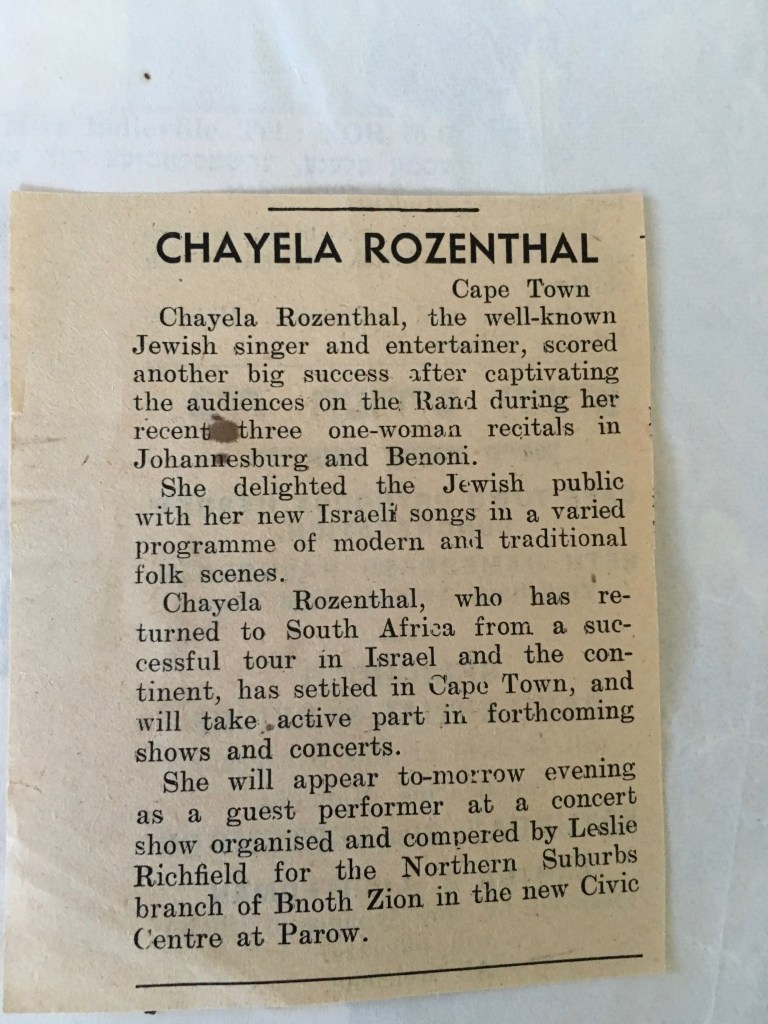 CHAYELA ROZENTHAL
Cape Town
Chayela Rozenthal, the well-known
Jewish singer and entertainer, scored
another big success after captivating
the audiences on the Rand during her
recent three one-woman recitals in
Johannesburg and Benoni.
She delighted the Jewish public
with her new Israeli songs in a varied
programme of modern and traditional
folk scenes.
Chayela Rozenthal, who has re-
turned to South Africa from a suc-
cessful tour in Israel and the con-
tinent, has settled in Cape Town, and
will take active part in forthcoming
shows and concerts.
She will appear to-morrow evening
as a guest performer at a concert
show organised and compered by Leslie
Richfield for the Northern Suburbs
branch of Bnoth Zion in the new Civic
Centre at Parow.